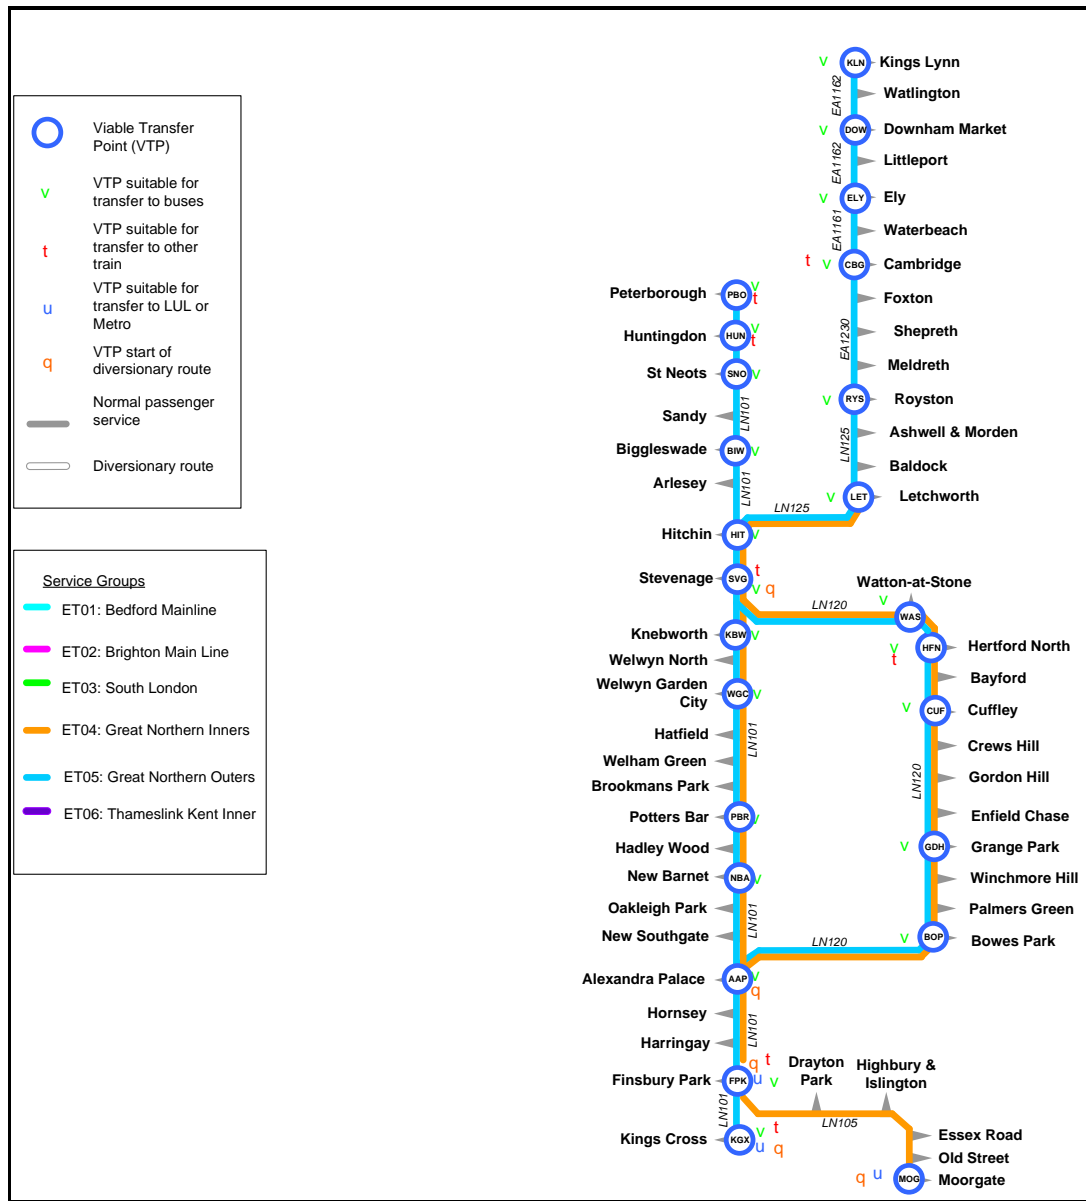 Viable Transfer
Point (VTP)
v
VTP suitable for
transfer to buses
t
VTP suitable for
transfer to other
train
u
VTP suitable for
transfer to LUL or
Metro
q
VTP start of
diversionary route
Normal passenger
service
Diversionary route
Service Groups
ET01: Bedford Mainline
ET02: Brighton Main Line
ET03: South London
ET04: Great Northern Inners
ET05: Great Northern Outers
ET06: Thameslink Kent Inner
v KLN Kings Lynn
EA1162
Watlington
v DOW Downham Market
EA1162
Littleport
v ELY Ely
EA1161
Waterbeach
t v CBG Cambridge
Foxton
EA1230
Shepreth
Meldreth
v RYS Royston
LN125
Ashwell & Morden
Baldock
v LET Letchworth
LN125
Peterborough PBO v
t
Huntingdon HUN v
t
St Neots SNO v
Sandy
LN101
Biggleswade BIW v
Arlesey
LN101
Hitchin HIT v
Stevenage SVG t
v q
LN120
Watton-at-Stone
v WAS
v HFN Hertford North
t
Bayford
v CUF Cuffley
Crews Hill
LN120
Gordon Hill
Enfield Chase
v GDH Grange Park
Winchmore Hill
Palmers Green
v BOP Bowes Park
LN120
Knebworth KBW v
Welwyn North
Welwyn Garden
City WGC v
Hatfield
LN101
Welham Green
Brookmans Park
Potters Bar PBR v
Hadley Wood
New Barnet NBA v
Oakleigh Park
LN101
New Southgate
Alexandra Palace AAP v
q
Hornsey
LN101
Harringay
q t
Finsbury Park FPK u v
LN101
Kings Cross KGX v t
u q
Drayton
Park
Highbury &
Islington
LN105
Essex Road
Old Street
q u MOG Moorgate